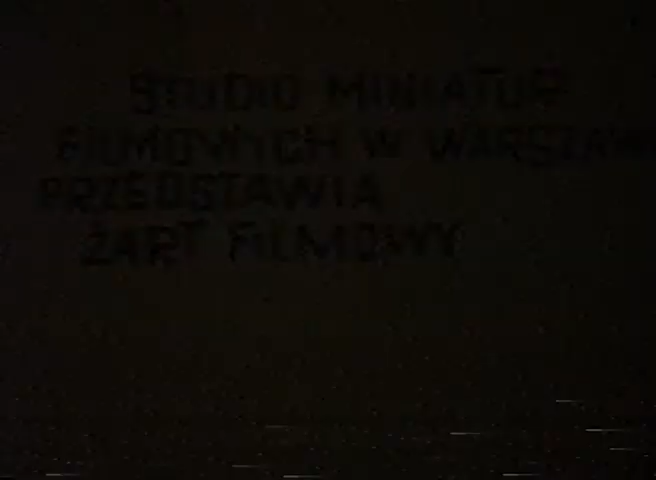 STUDIO MINIATUR
FILMOWYCH W WARSZAWIE
PRZEDSTAWIA
ŻART FILMOWY